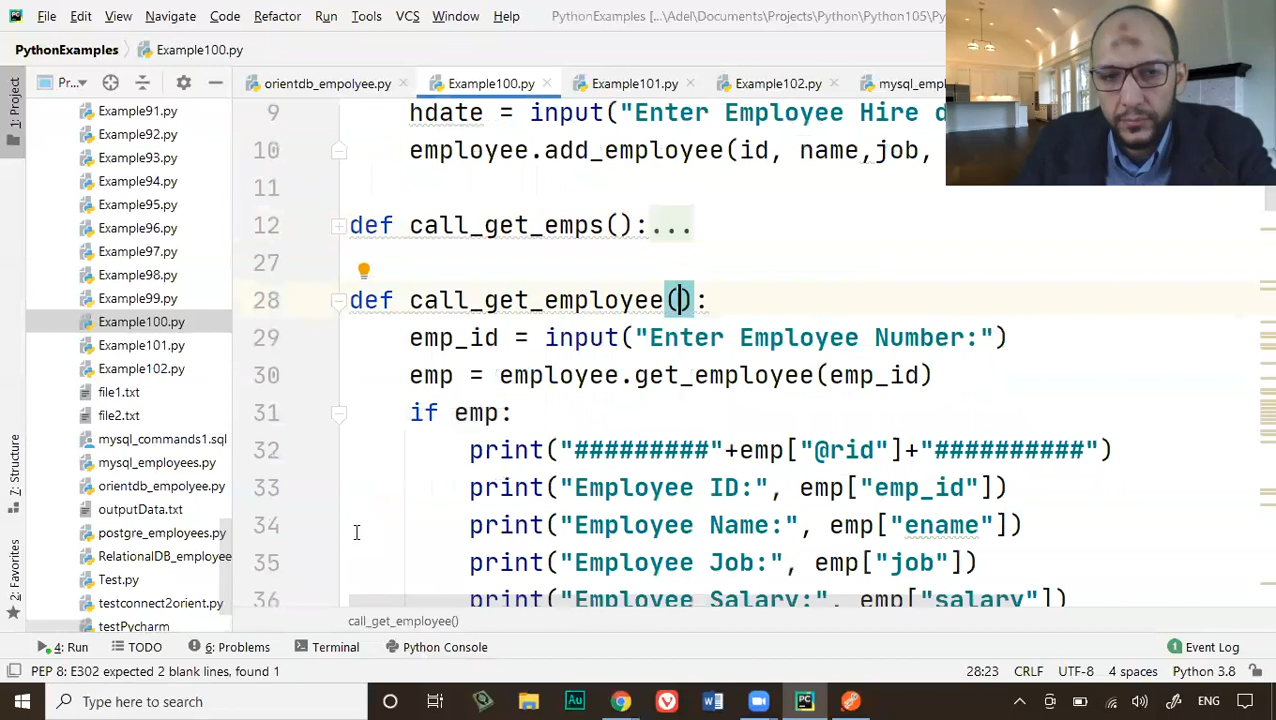 File Edit View Navigate Code Refactor Run Tools VCS Window Help PythonExamples [...\Adel\Documents\Projects\Python\Python105\Py
PythonExamples Example100.py
Pr... orientdb_empolyee.py Example100.py Example101.py Example102.py mysql_emp
1: Project
7: Structure
2: Favorites
Example91.py
Example92.py
Example93.py
Example94.py
Example95.py
Example96.py
Example97.py
Example98.py
Example99.py
Example100.py
Example101.py
Example102.py
file1.txt
file2.txt
mysql_commands1.sql
mysql_employees.py
orientdb_empolyee.py
outputData.txt
postgre_employees.py
RelationalDB_employee
Test.py
testconnect2orient.py
testPycharm
9 hdate = input("Enter Employee Hire d
10 employee.add_employee(id, name,job,
11
12 def call_get_emps():...
27
28 def call_get_employee():
29 emp_id = input("Enter Employee Number:")
30 emp = employee.get_employee(emp_id)
31 if emp:
32 print("#########"+emp["@rid"]+"##########")
33 print("Employee ID:", emp["emp_id"])
34 print("Employee Name:", emp["ename"])
35 print("Employee Job:", emp["job"])
36 print("Employee Salary:", emp["salary"])
call_get_employee()
4: Run TODO 6: Problems Terminal Python Console 1 Event Log
PEP 8: E302 expected 2 blank lines, found 1 28:23 CRLF UTF-8 4 spaces Python 3.8
Type here to search ENG